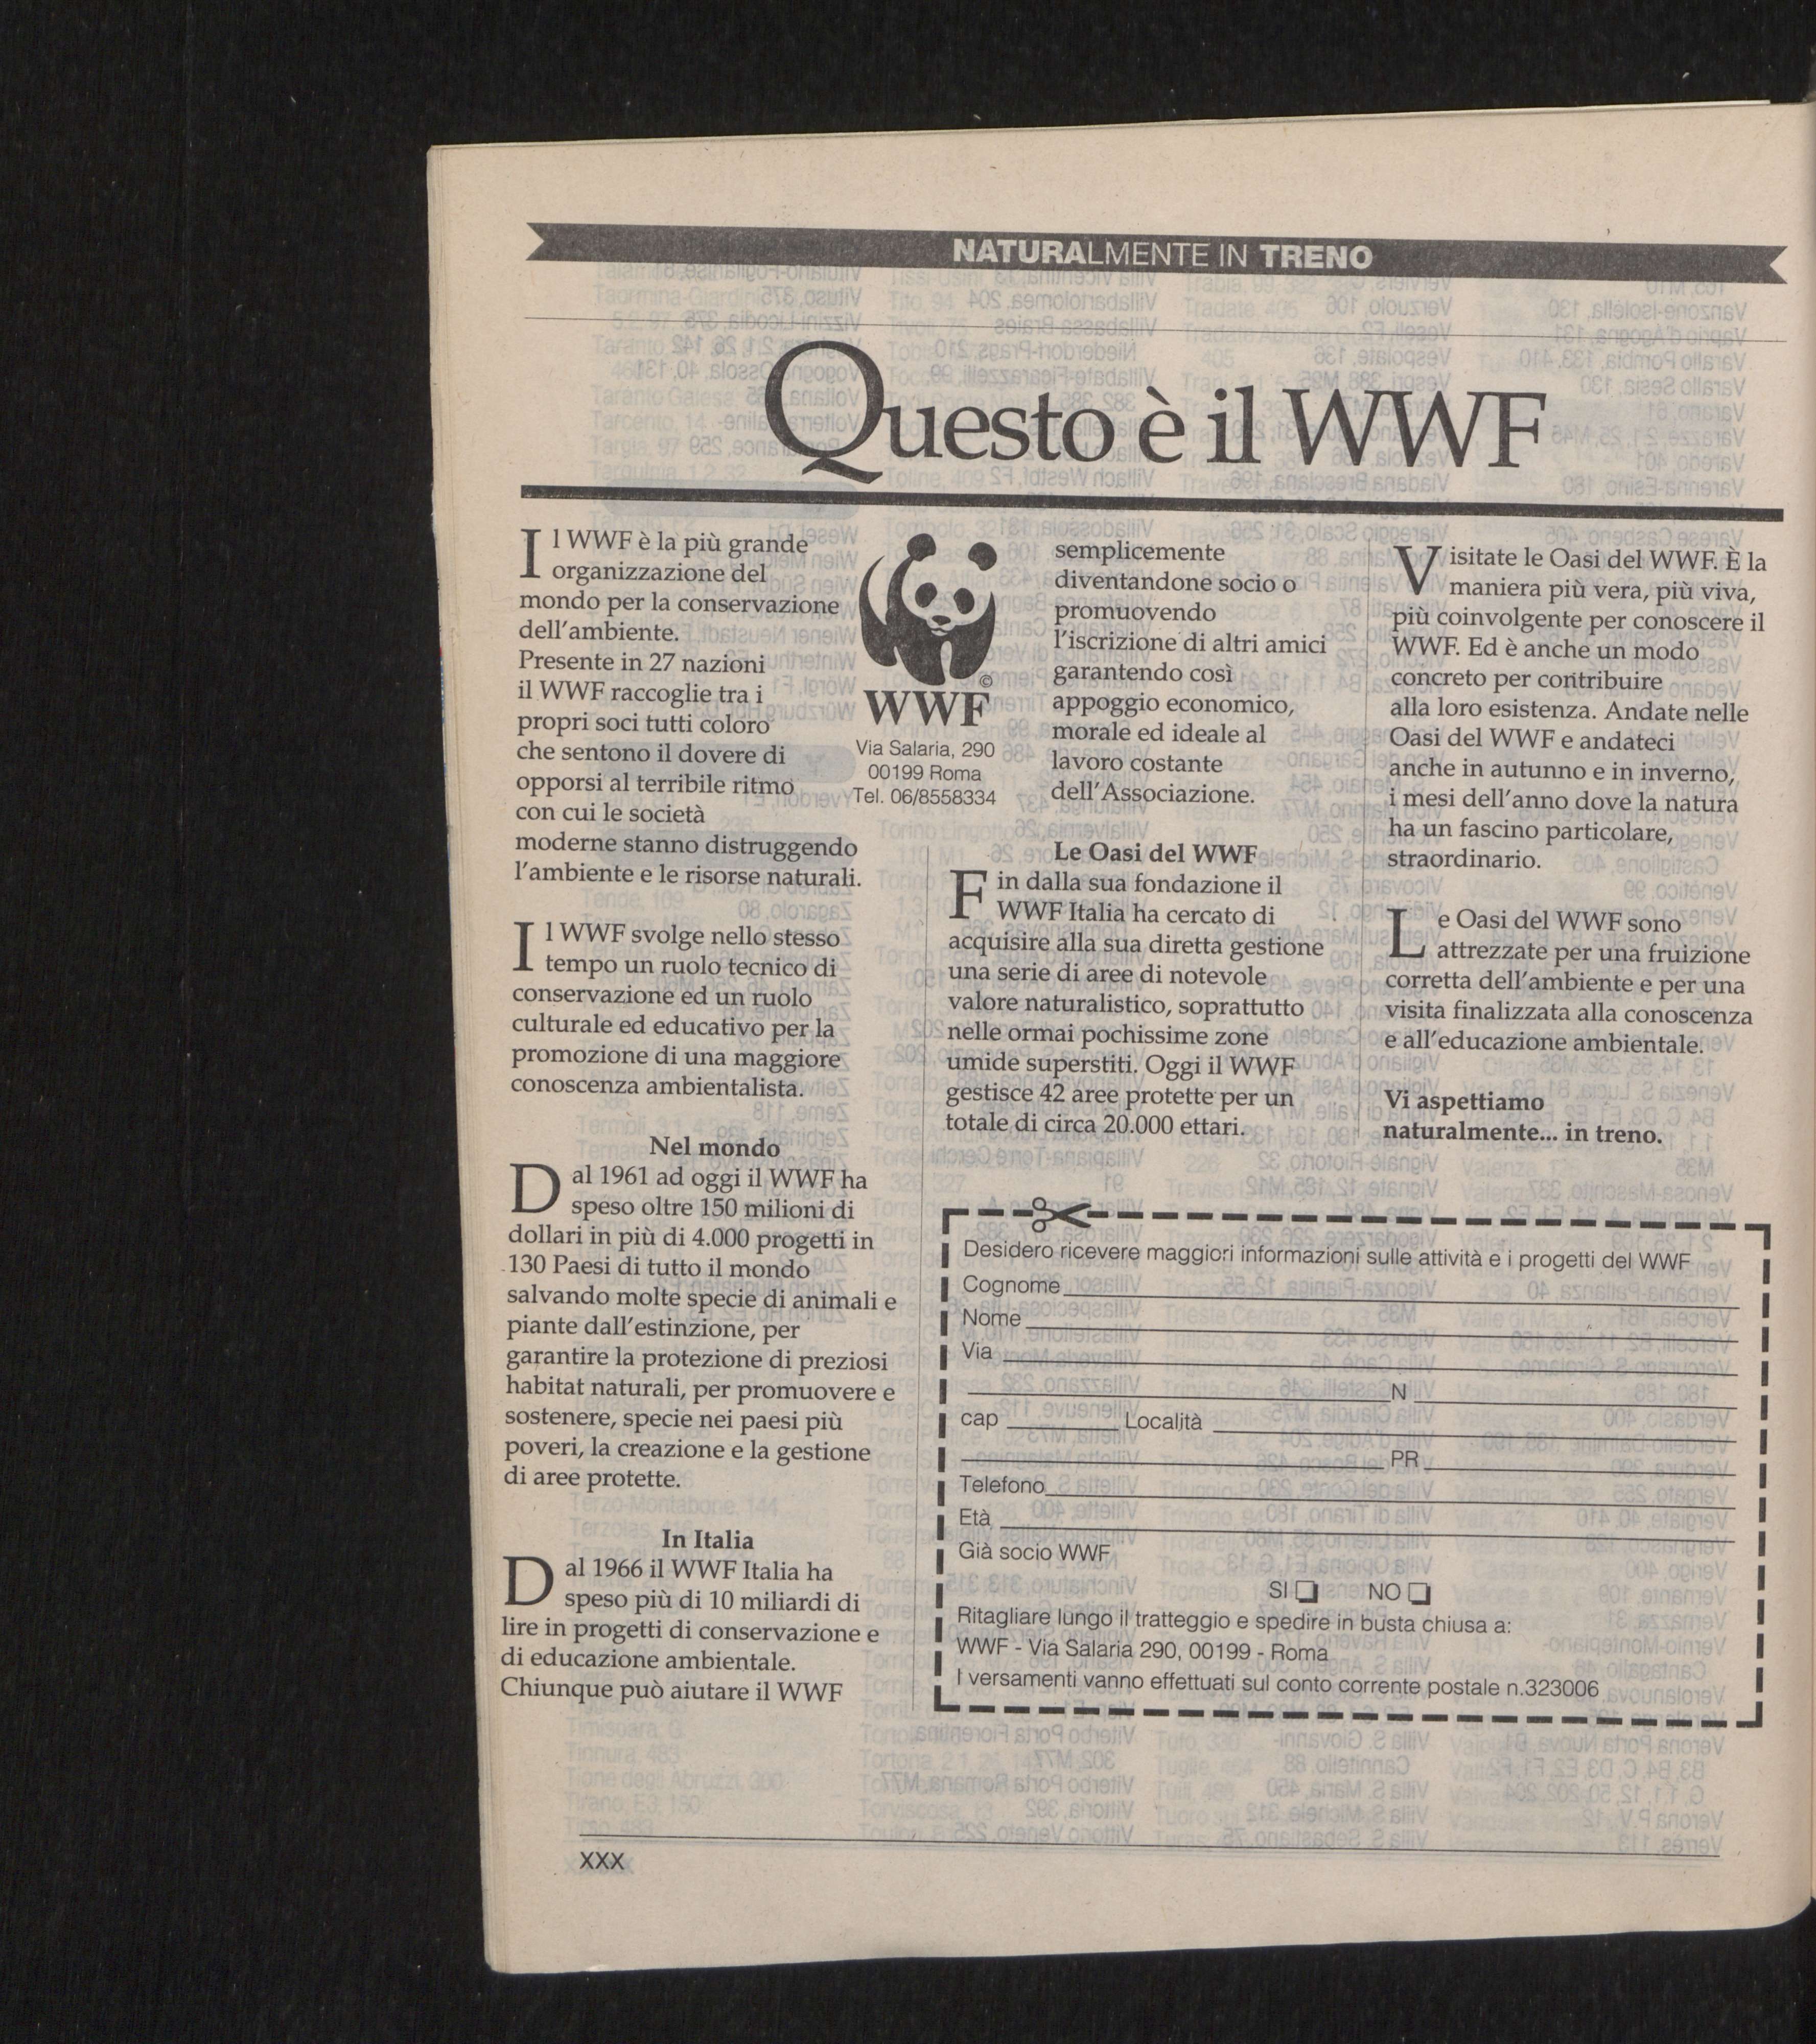 NATURALMENTE IN TRENO
Questo è il WWF
Il WWF è la più grande
organizzazione del
mondo per la conservazione
dell'ambiente.
Presente in 27 nazioni
il WWF raccoglie tra i
propri soci tutti coloro
che sentono il dovere di
opporsi al terribile ritmo
con cui le società
moderne stanno distruggendo
l'ambiente e le risorse naturali.
Il WWF svolge nello stesso
tempo un ruolo tecnico di
conservazione ed un ruolo
culturale ed educativo per la
promozione di una maggiore
conoscenza ambientalista.
Nel mondo
Dal 1961 ad oggi il WWF ha
speso oltre 150 milioni di
dollari in più di 4.000 progetti in
130 Paesi di tutto il mondo
salvando molte specie di animali e
piante dall'estinzione, per
garantire la protezione di preziosi
habitat naturali, per promuovere e
sostenere, specie nei paesi più
poveri, la creazione e la gestione
di aree protette.
In Italia
Dal 1966 il WWF Italia ha
speso più di 10 miliardi di
lire in progetti di conservazione e
di educazione ambientale.
Chiunque può aiutare il WWF
©
WWF
Via Salaria, 290
00199 Roma
Tel. 06/8558334
semplicemente
diventandone socio o
promuovendo
l'iscrizione di altri amici
garantendo così
appoggio economico,
morale ed ideale al
lavoro costante
dell'Associazione.
Le Oasi del WWF
Fin dalla sua fondazione il
WWF Italia ha cercato di
acquisire alla sua diretta gestione
una serie di aree di notevole
valore naturalistico, soprattutto
nelle ormai pochissime zone
umide superstiti. Oggi il WWF
gestisce 42 aree protette per un
totale di circa 20.000 ettari.
Visitate le Oasi del WWF. È la
maniera più vera, più viva,
più coinvolgente per conoscere il
WWF. Ed è anche un modo
concreto per contribuire
alla loro esistenza. Andate nelle
Oasi del WWF e andateci
anche in autunno e in inverno,
i mesi dell'anno dove la natura
ha un fascino particolare,
straordinario.
Le Oasi del WWF sono
attrezzate per una fruizione
corretta dell'ambiente e per una
visita finalizzata alla conoscenza
e all'educazione ambientale.
Vi aspettiamo
naturalmente... in treno.
Desidero ricevere maggiori informazioni sulle attività e i progetti del WWF
Cognome
Nome
Via
N
cap Località
PR
Telefono
Età
Già socio WWF
SI ❏ NO ❏
Ritagliare lungo il tratteggio e spedire in busta chiusa a:
WWF - Via Salaria 290, 00199 - Roma
I versamenti vanno effettuati sul conto corrente postale n.323006
XXX